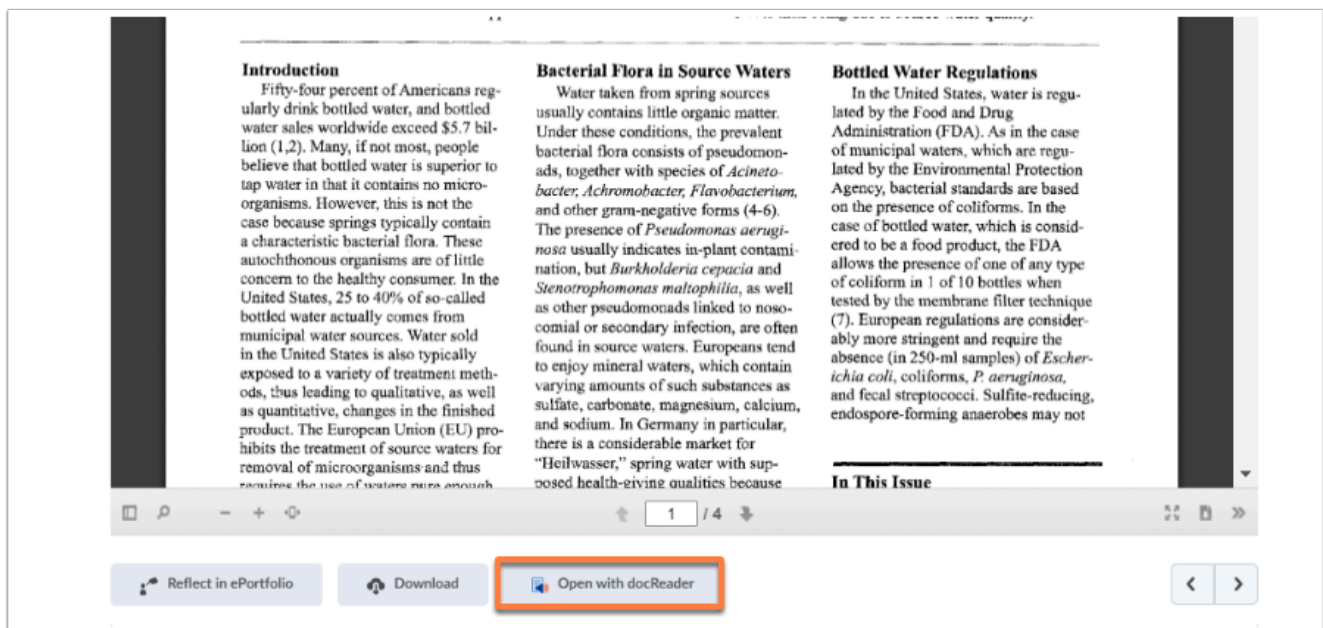 Introduction
Fifty-four percent of Americans reg-
ularly drink bottled water, and bottled
water sales worldwide exceed $5.7 bil-
lion (1,2). Many, if not most, people
believe that bottled water is superior to
tap water in that it contains no micro-
organisms. However, this is not the
case because springs typically contain
a characteristic bacterial flora. These
autochthonous organisms are of little
concern to the healthy consumer. In the
United States, 25 to 40% of so-called
bottled water actually comes from
municipal water sources. Water sold
in the United States is also typically
exposed to a variety of treatment meth-
ods, thus leading to qualitative, as well
as quantitative, changes in the finished
product. The European Union (EU) pro-
hibits the treatment of source waters for
removal of microorganisms and thus
requires the use of waters pure enough
Bacterial Flora in Source Waters
Water taken from spring sources
usually contains little organic matter.
Under these conditions, the prevalent
bacterial flora consists of pseudomon-
ads, together with species of Acineto-
bacter, Achromobacter, Flavobacterium,
and other gram-negative forms (4-6).
The presence of Pseudomonas aerugi-
nosa usually indicates in-plant contami-
nation, but Burkholderia cepacia and
Stenotrophomonas maltophilia, as well
as other pseudomonads linked to noso-
comial or secondary infection, are often
found in source waters. Europeans tend
to enjoy mineral waters, which contain
varying amounts of such substances as
sulfate, carbonate, magnesium, calcium,
and sodium. In Germany in particular,
there is a considerable market for
“Heilwasser,” spring water with sup-
posed health-giving qualities because
Bottled Water Regulations
In the United States, water is regu-
lated by the Food and Drug
Administration (FDA). As in the case
of municipal waters, which are regu-
lated by the Environmental Protection
Agency, bacterial standards are based
on the presence of coliforms. In the
case of bottled water, which is consid-
ered to be a food product, the FDA
allows the presence of one of any type
of coliform in 1 of 10 bottles when
tested by the membrane filter technique
(7). European regulations are consider-
ably more stringent and require the
absence (in 250-ml samples) of Escher-
ichia coli, coliforms, P. aeruginosa,
and fecal streptococci. Sulfite-reducing,
endospore-forming anaerobes may not
In This Issue
1 / 4
Reflect in ePortfolio
Download
Open with docReader